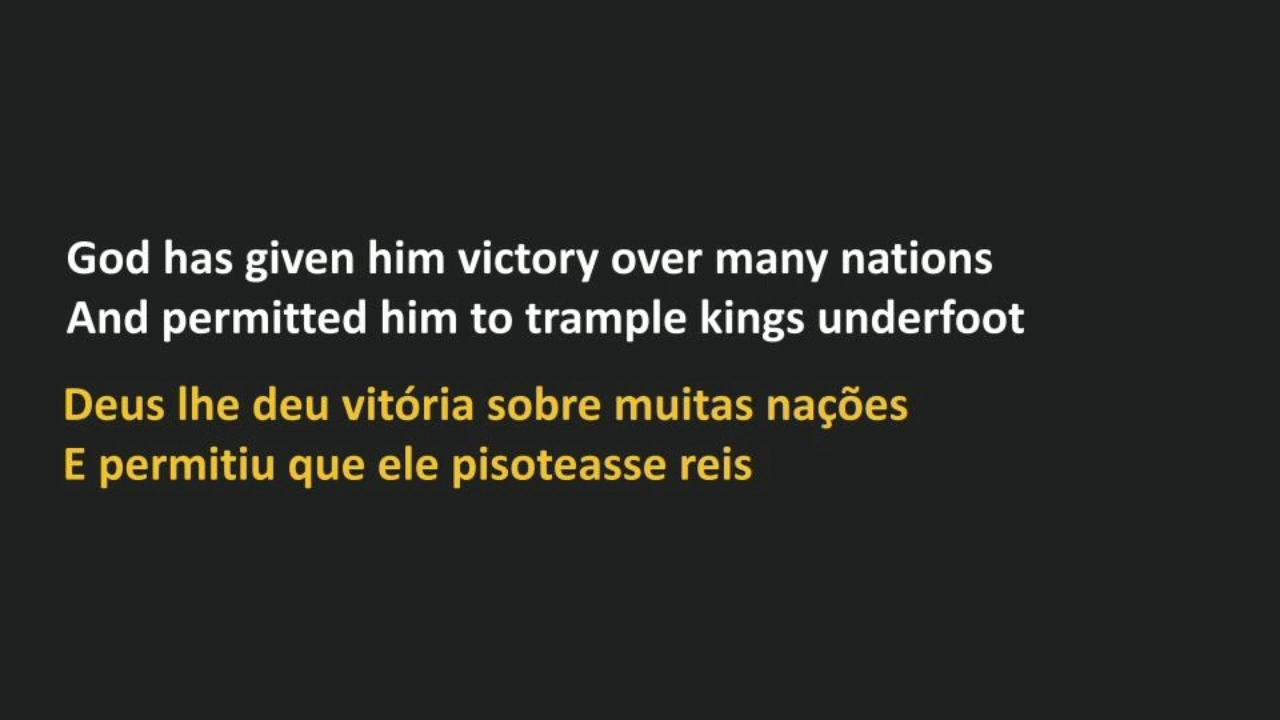 God has given him victory over many nations
And permitted him to trample kings underfoot
Deus lhe deu vitória sobre muitas nações
E permitiu que ele pisoteasse reis